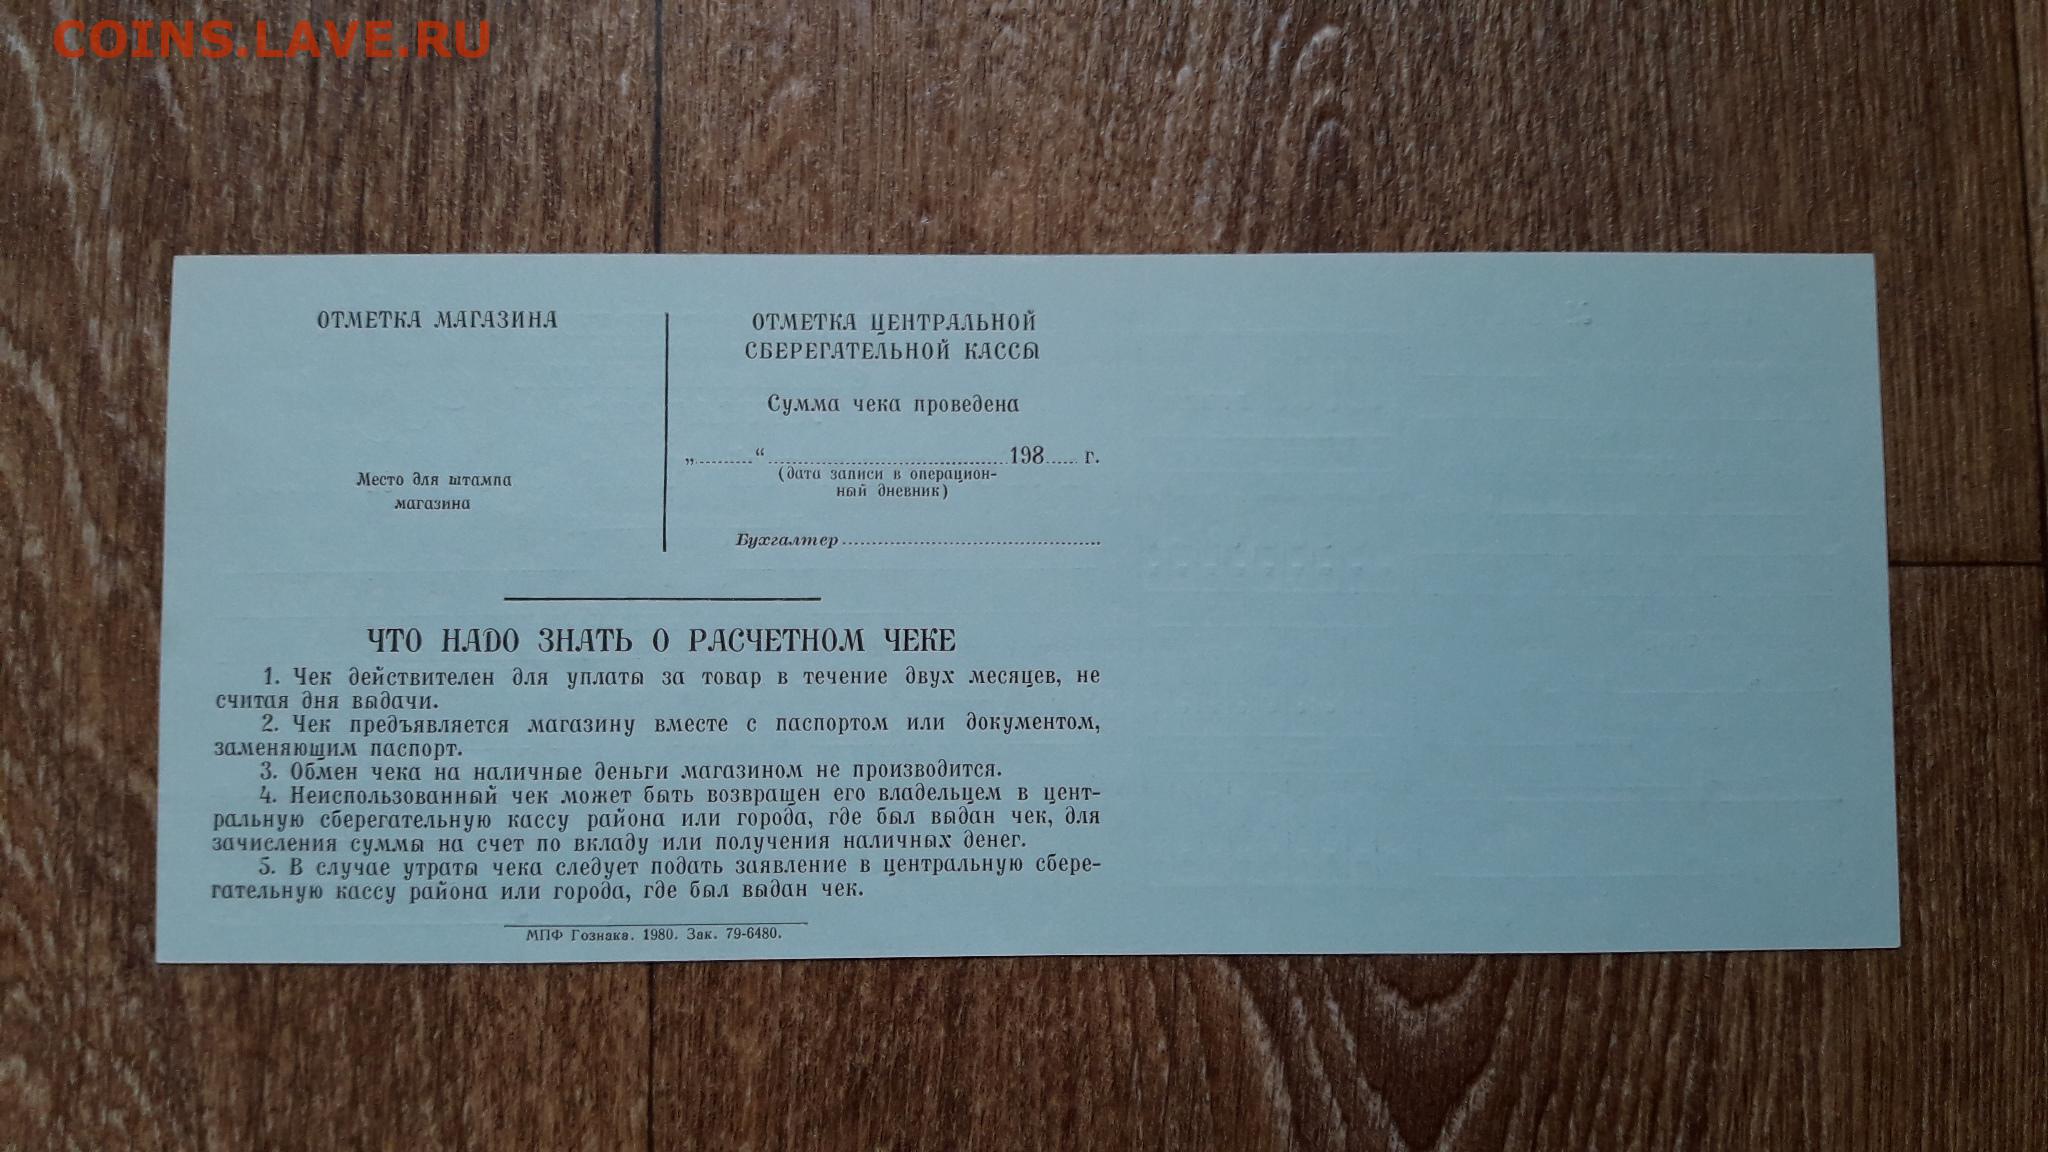 COINS.LAVE.RU
ОТМЕТКА МАГАЗИНА
Место для штампа
магазина
ОТМЕТКА ЦЕНТРАЛЬНОЙ
СБЕРЕГАТЕЛЬНОЙ КАССЫ
Сумма чека проведена
„..........“ ........................................198...... г.
(дата записи в операцион-
ный дневник)
Бухгалтер...........................................
ЧТО НАДО ЗНАТЬ О РАСЧЕТНОМ ЧЕКЕ
1. Чек действителен для уплаты за товар в течение двух месяцев, не
считая дня выдачи.
2. Чек предъявляется магазину вместе с паспортом или документом,
заменяющим паспорт.
3. Обмен чека на наличные деньги магазином не производится.
4. Неиспользованный чек может быть возвращен его владельцем в цент-
ральную сберегательную кассу района или города, где был выдан чек, для
зачисления суммы на счет по вкладу или получения наличных денег.
5. В случае утраты чека следует подать заявление в центральную сбере-
гательную кассу района или города, где был выдан чек.
МПФ Гознака. 1980. Зак. 79-6480.